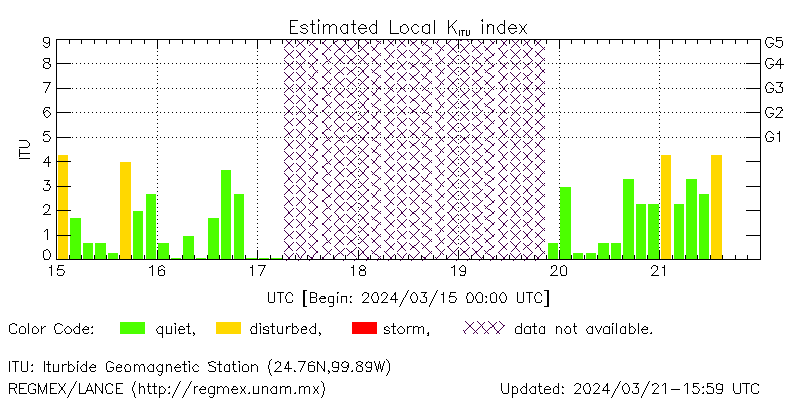 Estimated Local K ITU index
9 G5
8 G4
7 G3
6 G2
5 G1
ITU
4
3
2
1
0
15 16 17 18 19 20 21
UTC [Begin: 2024/03/15 00:00 UTC]
Color Code: quiet, disturbed, storm, data not available.
ITU: Iturbide Geomagnetic Station (24.76N,99.89W)
REGMEX/LANCE (http://regmex.unam.mx) Updated: 2024/03/21-15:59 UTC